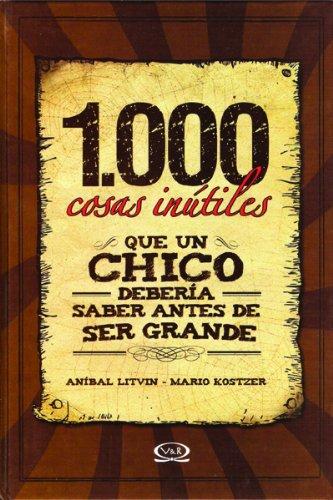 1.000
cosas inútiles
QUE UN
CHICO
DEBERÍA
SABER ANTES DE
SER GRANDE
ANÍBAL LITVIN - MARIO KOSTZER
V&R